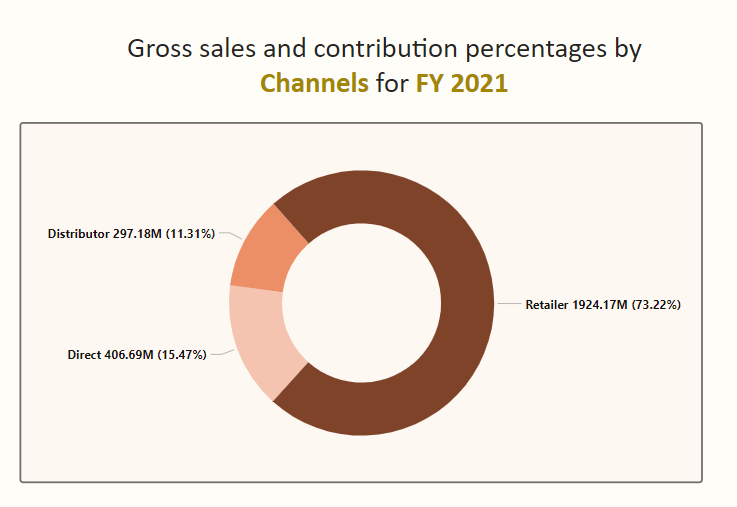 Gross sales and contribution percentages by
Channels for FY 2021
Distributor 297.18M (11.31%)
Retailer 1924.17M (73.22%)
Direct 406.69M (15.47%)